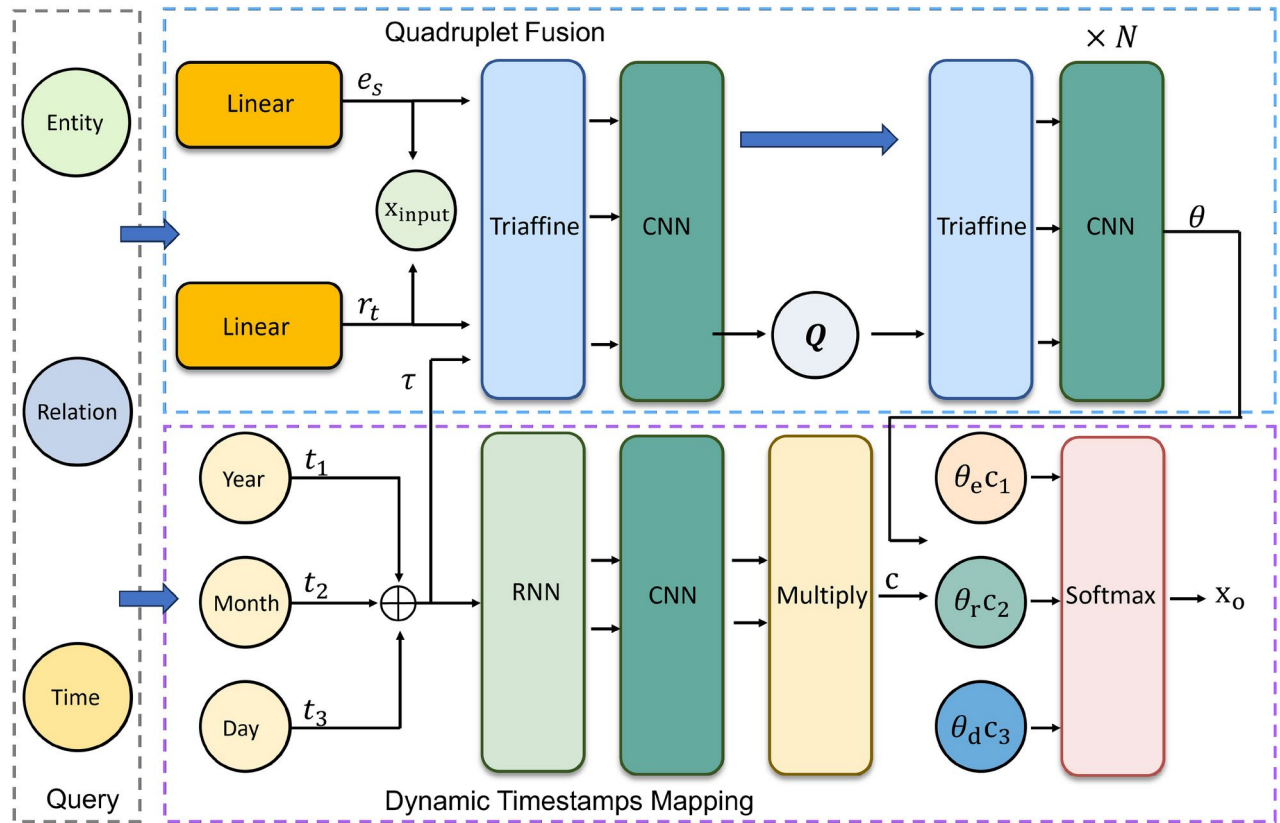 Quadruplet Fusion
× N
Entity
Linear
e_s
x_input
Triaffine
CNN
Triaffine
CNN
θ
Linear
r_t
Q
τ
Relation
Year
t_1
Month
t_2
Day
t_3
RNN
CNN
Multiply
c
θ_e c_1
θ_r c_2
θ_d c_3
Softmax
x_o
Time
Query
Dynamic Timestamps Mapping